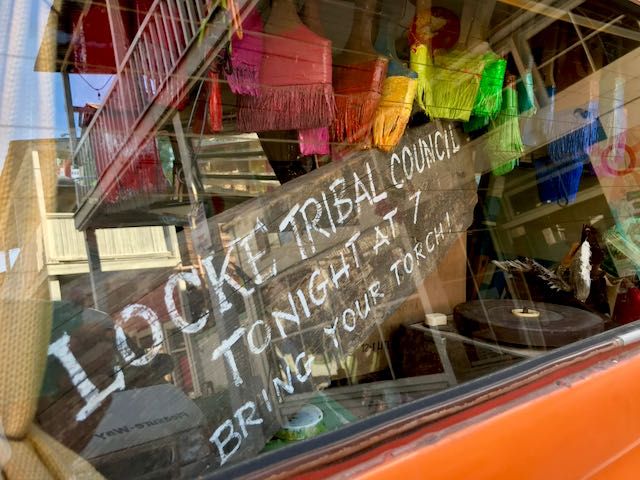 LOCKE TRIBAL COUNCIL
TONIGHT AT 7
BRING YOUR TORCH!